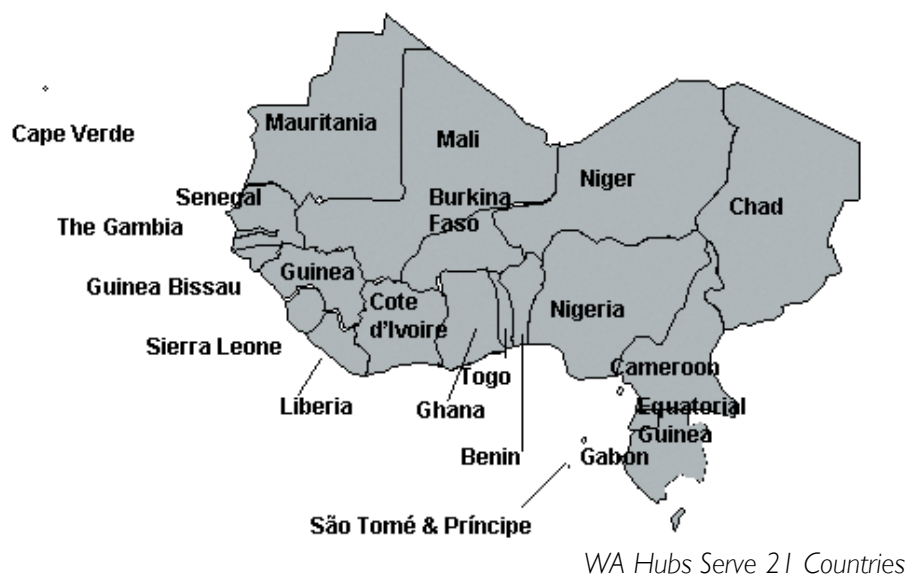 Cape Verde
Mauritania
Mali
Niger
Chad
Senegal
Burkina
Faso
The Gambia
Guinea Bissau
Guinea
Cote
d'Ivoire
Nigeria
Sierra Leone
Liberia
Togo
Ghana
Cameroon
Equatorial
Guinea
Benin
Gabon
São Tomé & Príncipe
WA Hubs Serve 21 Countries